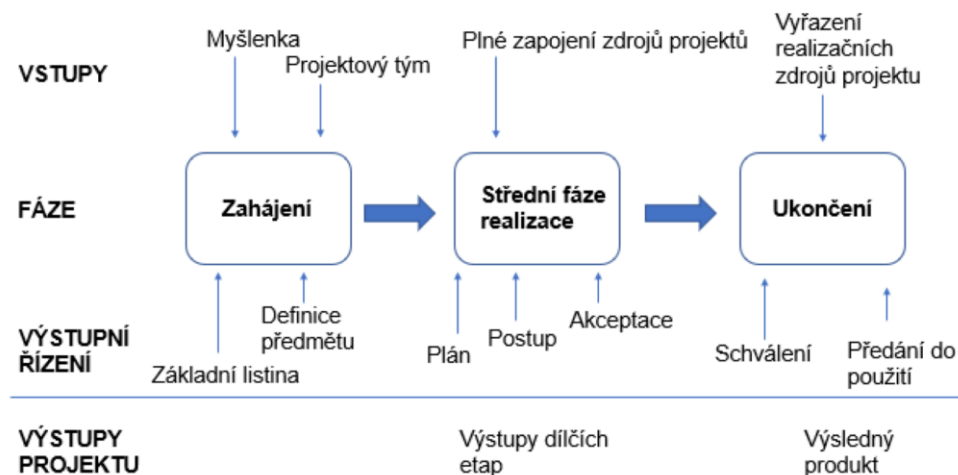 VSTUPY
Myšlenka
Projektový tým
Plné zapojení zdrojů projektů
Vyřazení
realizačních
zdrojů projektu
FÁZE
Zahájení
Střední fáze
realizace
Ukončení
VÝSTUPNÍ
ŘÍZENÍ
Základní listina
Definice
předmětu
Plán
Postup
Akceptace
Schválení
Předání do
použití
VÝSTUPY
PROJEKTU
Výstupy dílčích
etap
Výsledný
produkt